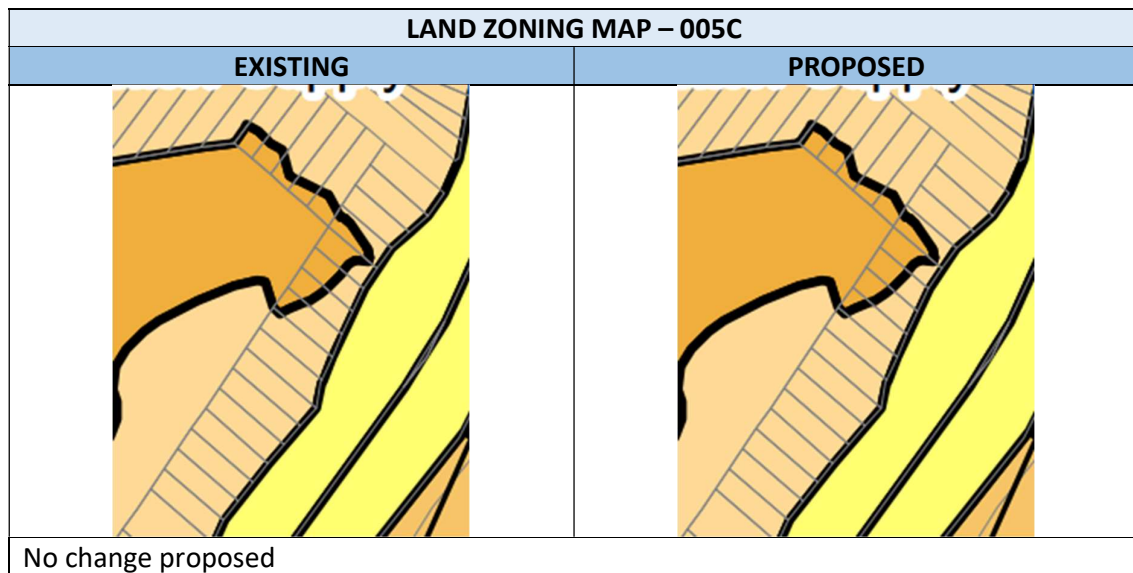 LAND ZONING MAP – 005C
EXISTING
PROPOSED
No change proposed